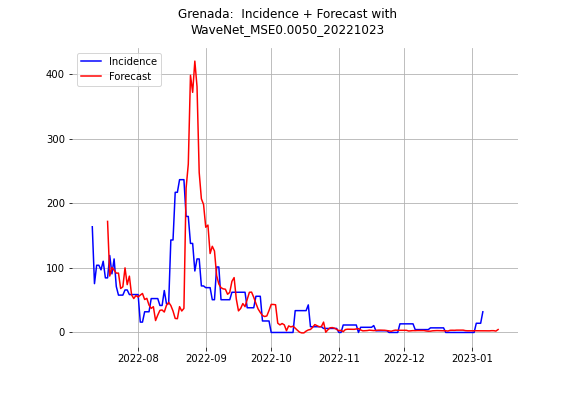 Grenada:  Incidence + Forecast with
WaveNet_MSE0.0050_20221023
Incidence
Forecast
400
300
200
100
0
2022-08
2022-09
2022-10
2022-11
2022-12
2023-01